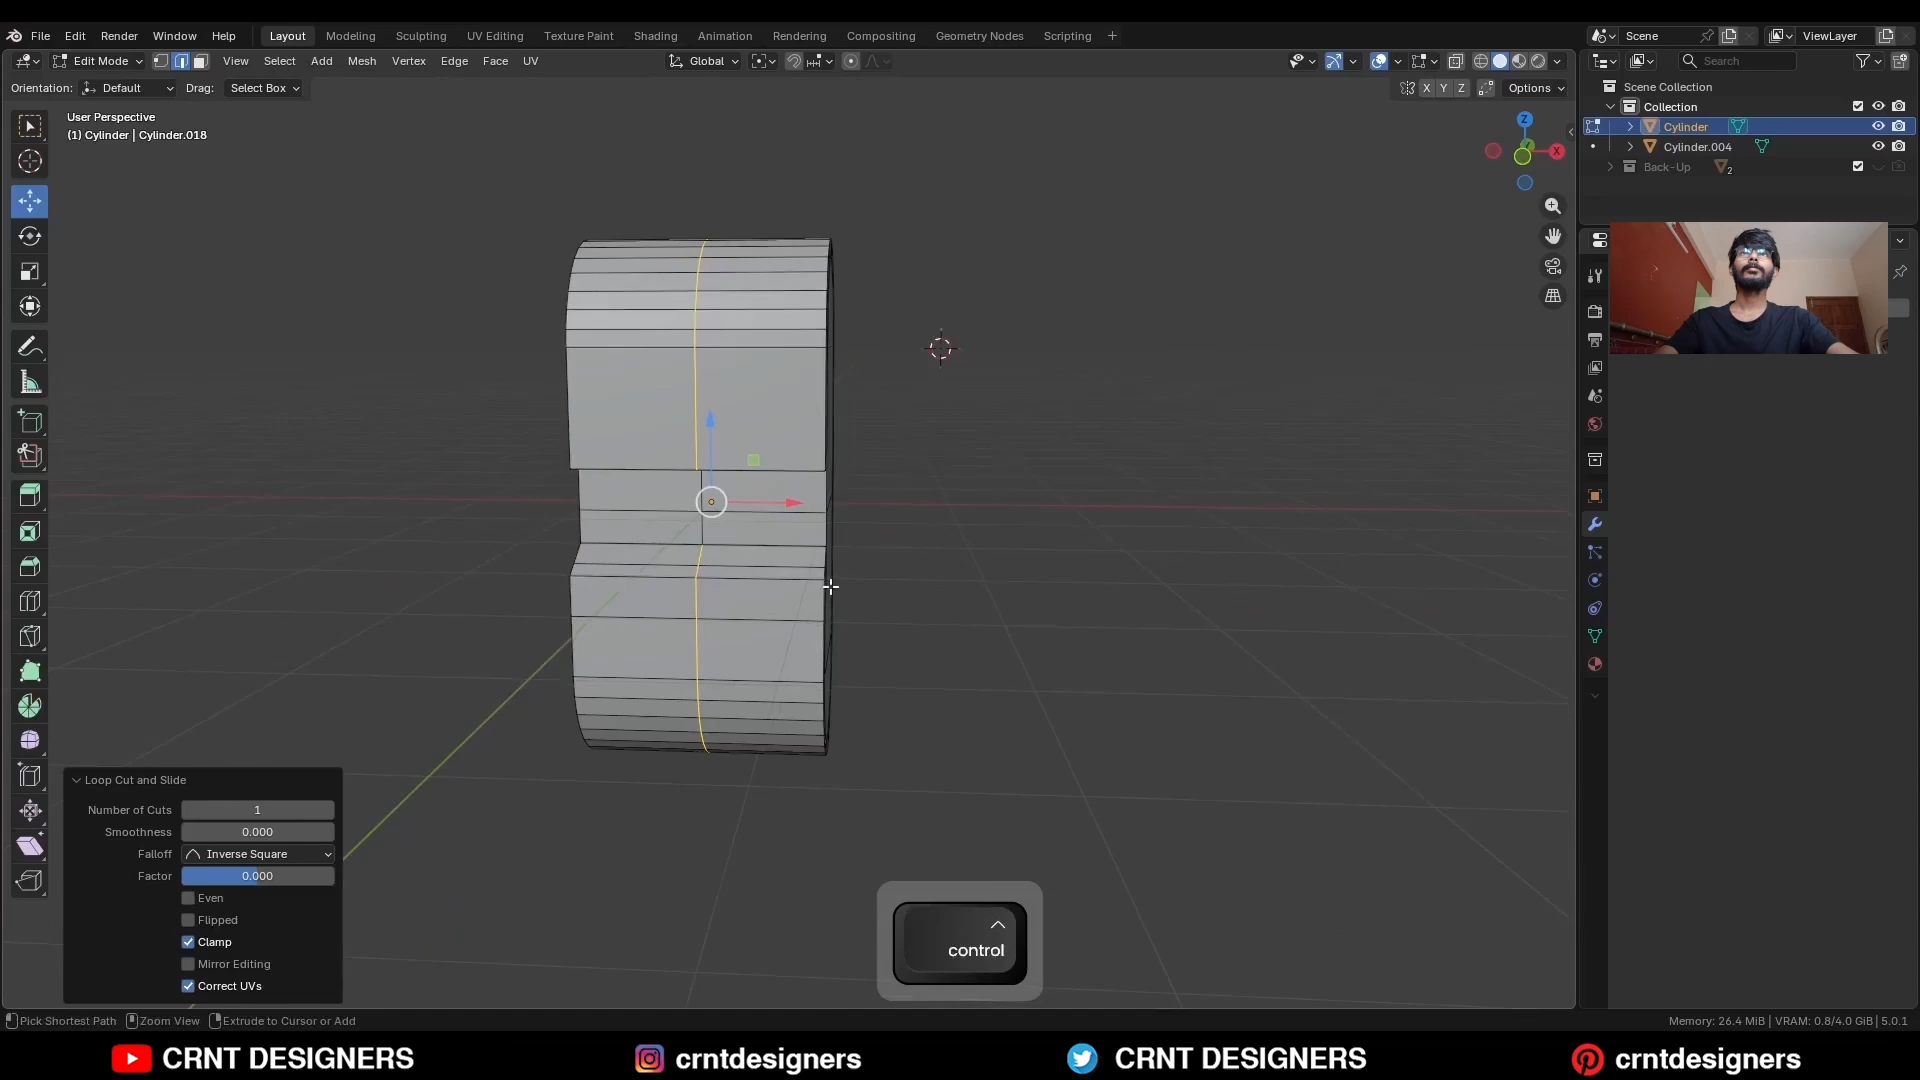 File Edit Render Window Help Layout Modeling Sculpting UV Editing Texture Paint Shading Animation Rendering Compositing Geometry Nodes Scripting Scene ViewLayer
Edit Mode View Select Add Mesh Vertex Edge Face UV Global Search
Orientation: Default Drag: Select Box X Y Z Options
Scene Collection
Collection
Cylinder
Cylinder.004
Back-Up 2
User Perspective
(1) Cylinder | Cylinder.018
Z
X
Loop Cut and Slide
Number of Cuts 1
Smoothness 0.000
Falloff Inverse Square
Factor 0.000
Even
Flipped
Clamp
Mirror Editing
Correct UVs
control
Pick Shortest Path Zoom View Extrude to Cursor or Add Memory: 26.4 MiB | VRAM: 0.8/4.0 GiB | 5.0.1
CRNT DESIGNERS crntdesigners CRNT DESIGNERS crntdesigners